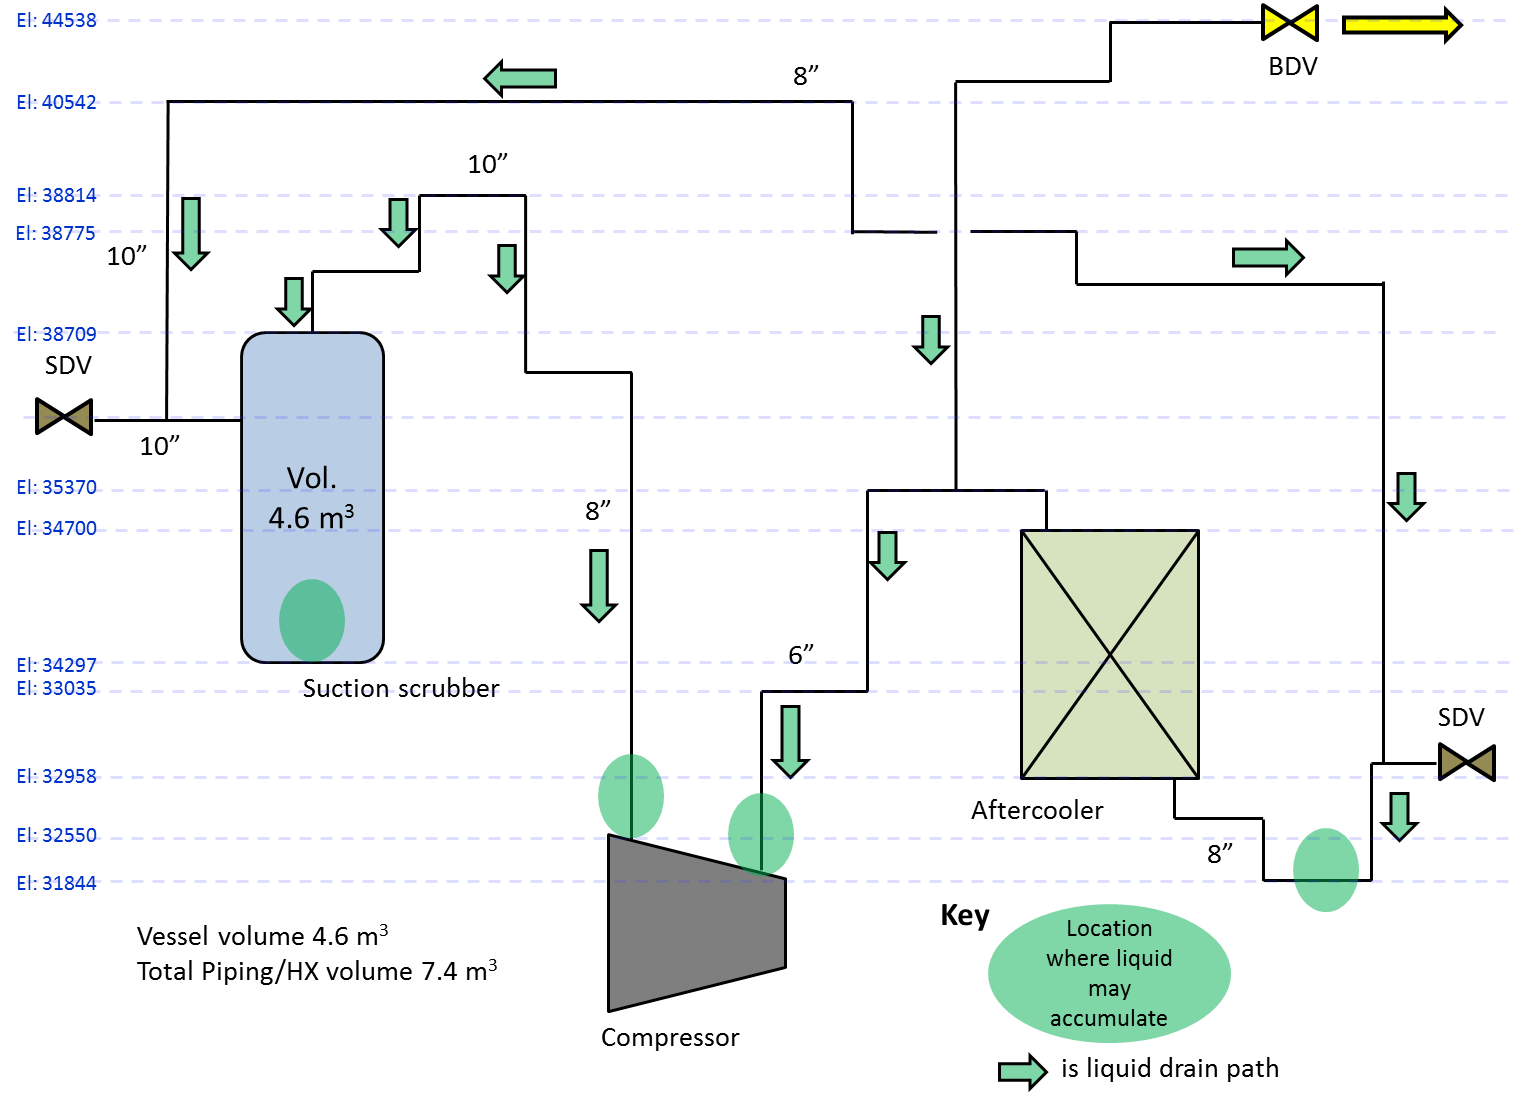 El: 44538
BDV
8”
El: 40542
10”
El: 38814
El: 38775
10”
El: 38709
SDV
10”
Vol.
4.6 m³
El: 35370
8”
El: 34700
6”
El: 34297
El: 33035
Suction scrubber
SDV
El: 32958
Aftercooler
El: 32550
8”
El: 31844
Vessel volume 4.6 m³
Total Piping/HX volume 7.4 m³
Compressor
Key
Location
where liquid
may
accumulate
is liquid drain path